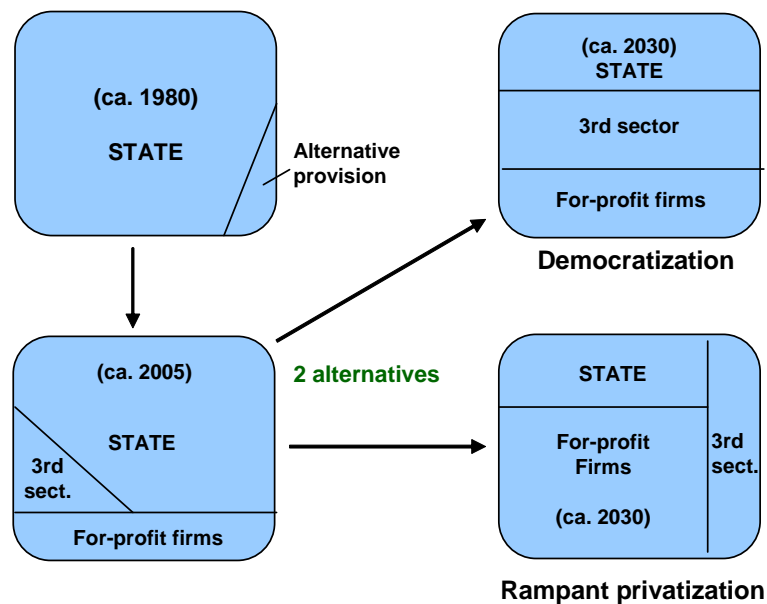 (ca. 1980)
STATE
Alternative
provision
(ca. 2030)
STATE
3rd sector
For-profit firms
Democratization
(ca. 2005)
STATE
3rd
sect.
For-profit firms
2 alternatives
STATE
For-profit
Firms
(ca. 2030)
3rd
sect.
Rampant privatization